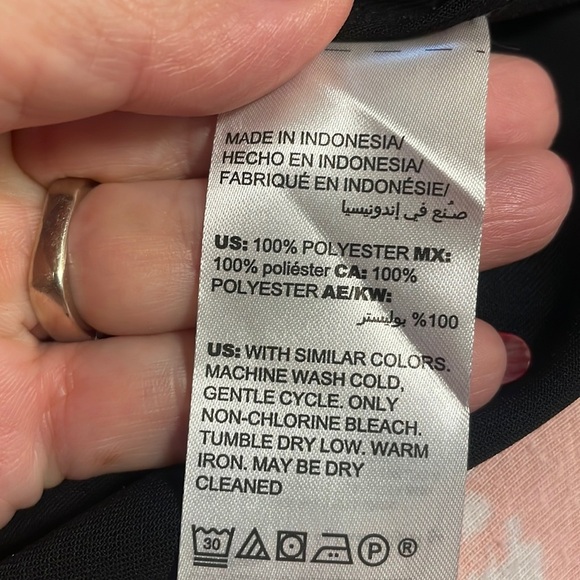 MADE IN INDONESIA/
HECHO EN INDONESIA/
FABRIQUÉ EN INDONÉSIE/
صنع في إندونيسيا
US: 100% POLYESTER MX:
100% poliéster CA: 100%
POLYESTER AE/KW:
100% بوليستر
US: WITH SIMILAR COLORS.
MACHINE WASH COLD,
GENTLE CYCLE. ONLY
NON-CHLORINE BLEACH.
TUMBLE DRY LOW. WARM
IRON. MAY BE DRY
CLEANED
30 P ®